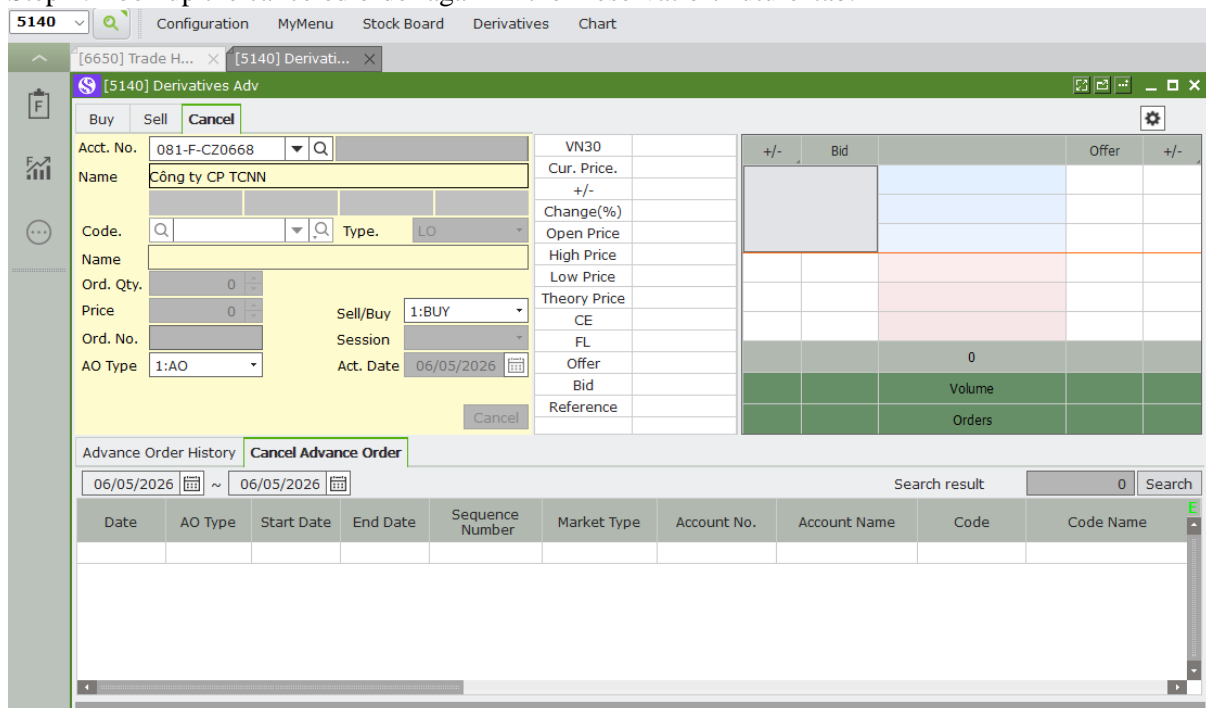 5140 Configuration MyMenu Stock Board Derivatives Chart
[6650] Trade H... [5140] Derivati...
[5140] Derivatives Adv
Buy Sell Cancel
Acct. No. 081-F-CZ0668
Name Công ty CP TCNN
Code. Type. LO
Name
Ord. Qty. 0
Price 0 Sell/Buy 1:BUY
Ord. No. Session
AO Type 1:AO Act. Date 06/05/2026
Cancel
VN30
Cur. Price.
+/-
Change(%)
Open Price
High Price
Low Price
Theory Price
CE
FL
Offer
Bid
Reference
+/- Bid Offer +/-
0
Volume
Orders
Advance Order History Cancel Advance Order
06/05/2026 ~ 06/05/2026 Search result 0 Search
Date AO Type Start Date End Date Sequence Number Market Type Account No. Account Name Code Code Name
E
F
F